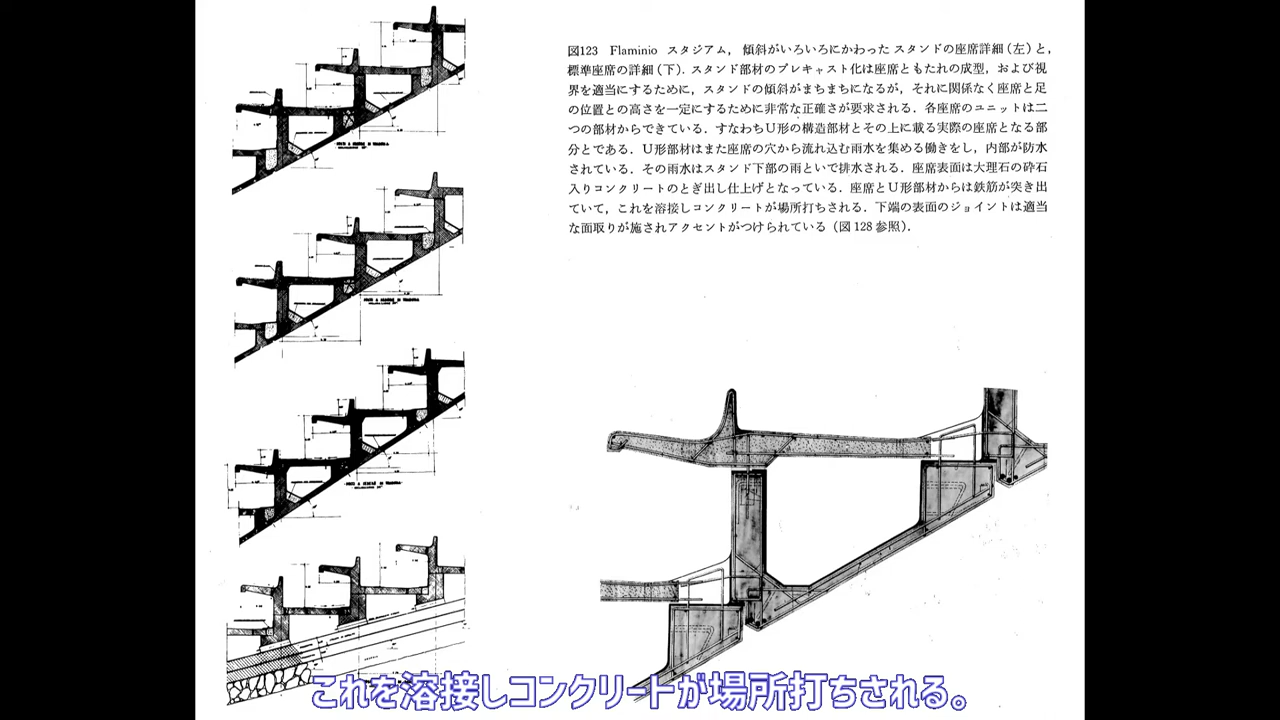 図123 Flaminio スタジアム，傾斜がいろいろにかわった スタンドの座席詳細(左)と，
標準座席の詳細(下)．スタンド部材のプレキャスト化は座席ともたれの成型，および視
界を適当にするために，スタンドの傾斜がまちまちになるが，それに関係なく座席と足
の位置との高さを一定にするため非常な正確さが要求される．各座席のユニットは二
つの部材からできている．すなわちU形の構造部材とその上に載る実際の座席となる部
分とである．U形部材はまた座席の穴から流れ込む雨水を集める働きをし，内部が防水
されている．その雨水はスタンド下部の雨といで排水される．座席表面は大理石の砕石
入りコンクリートのとぎ出し仕上げとなっている．座席とU形部材からは鉄筋が突き出
ていて，これを溶接しコンクリートが場所打ちされる．下端の表面のジョイントは適当
な面取りが施されアクセントがつけられている(図128参照)．
これを溶接しコンクリートが場所打ちされる。